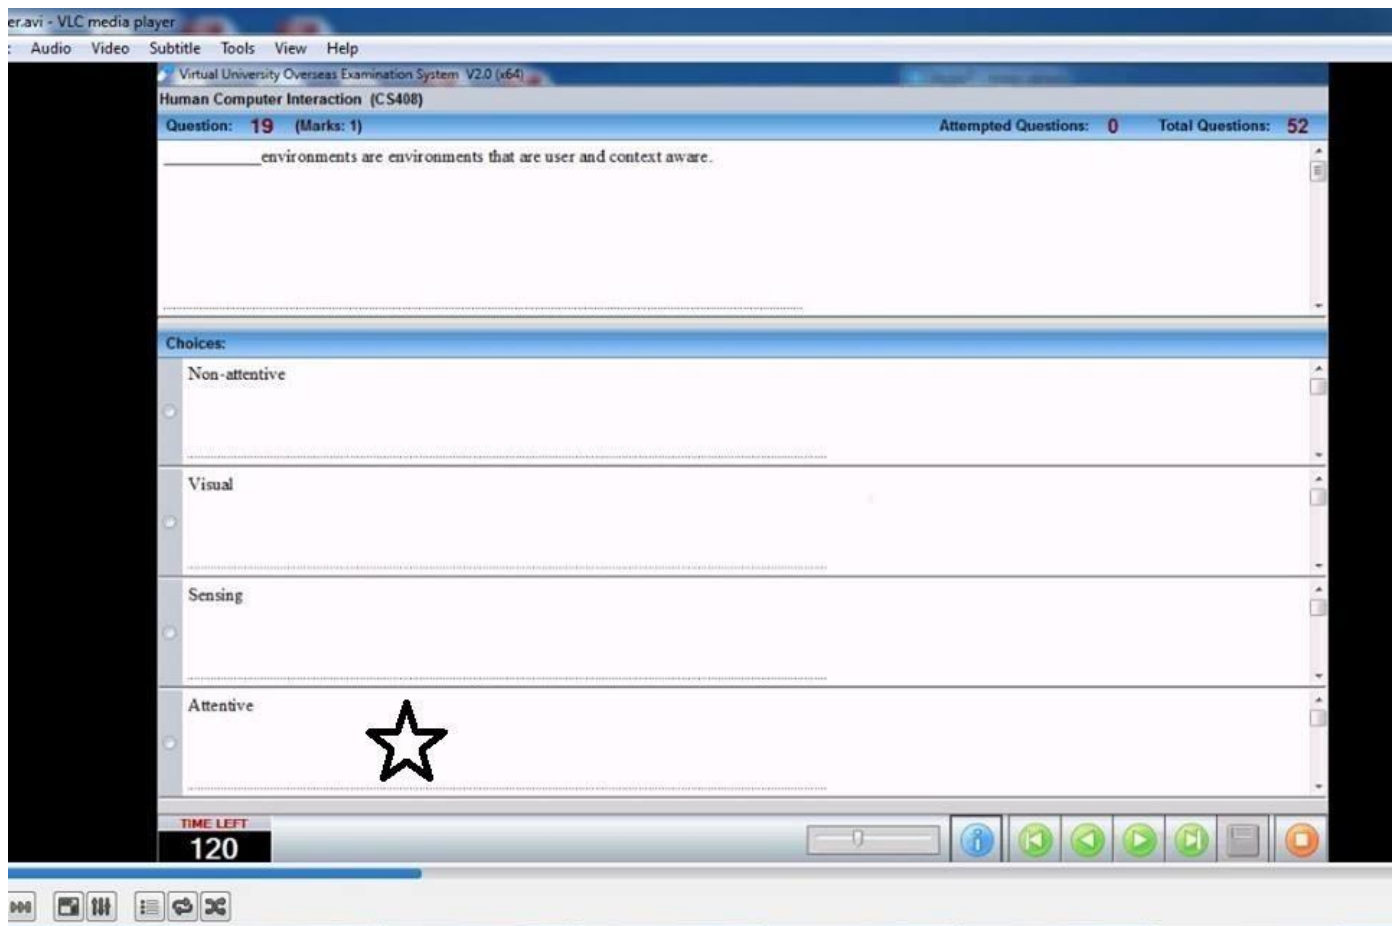 er.avi - VLC media player
: Audio Video Subtitle Tools View Help
Virtual University Overseas Examination System V2.0 (x64)
Human Computer Interaction (CS408)
Question: 19 (Marks: 1) Attempted Questions: 0 Total Questions: 52
____________environments are environments that are user and context aware.
Choices:
Non-attentive
Visual
Sensing
Attentive
TIME LEFT
120